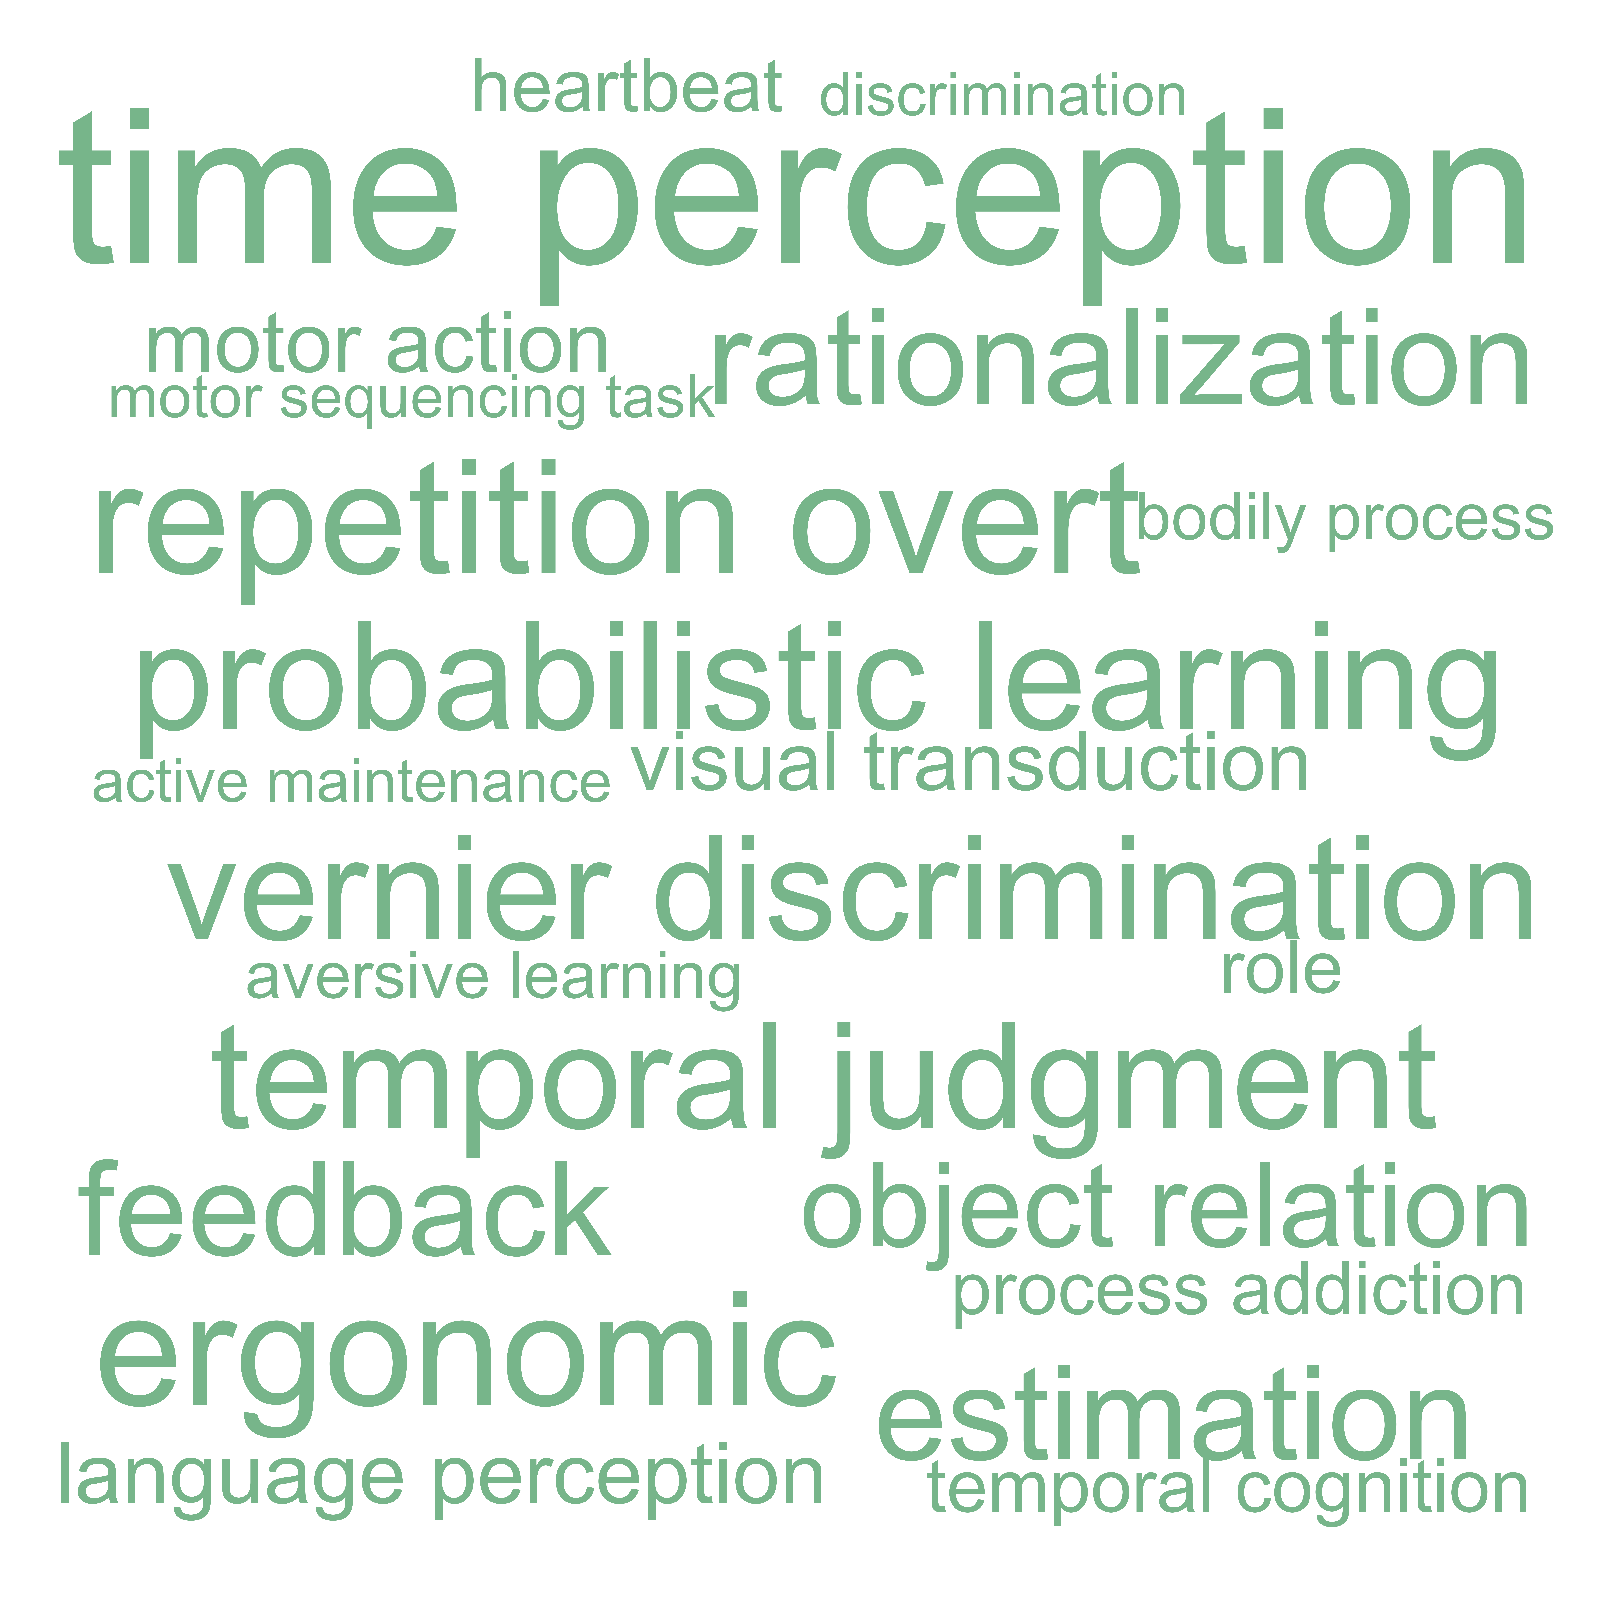 heartbeat
discrimination
time perception
motor action
rationalization
motor sequencing task
repetition overt
bodily process
probabilistic learning
visual transduction
active maintenance
vernier discrimination
aversive learning
role
temporal judgment
feedback
object relation
process addiction
ergonomic
estimation
language perception
temporal cognition